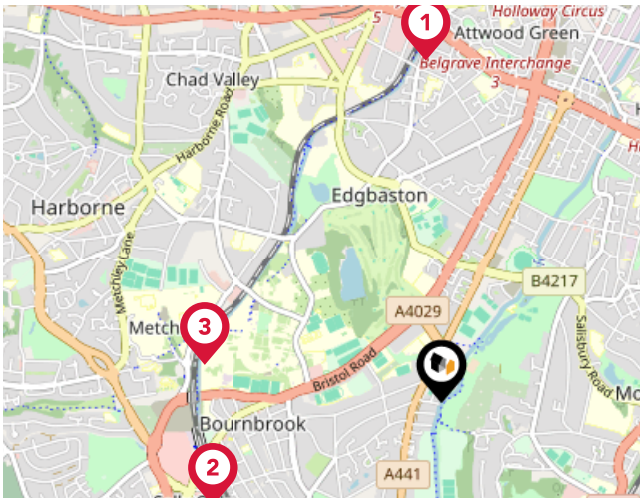 Holloway Circus
5
1
Attwood Green
Belgrave Interchange
3
Chad Valley
Harborne Road
Edgbaston
Harborne
Metchley Lane
B4217
A4029
Salisbury Road
Metch
3
Bristol Road
Mo
Bournbrook
2
A441